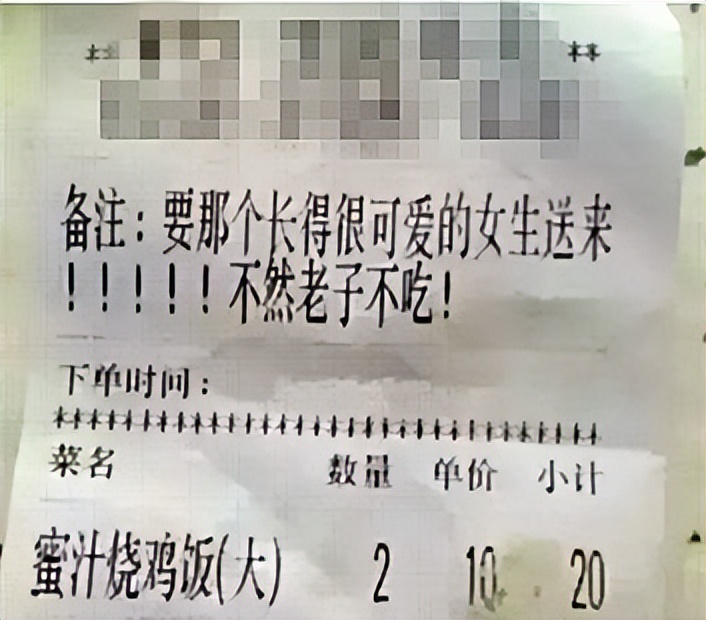 ** **
备注：要那个长得很可爱的女生送来
！！！！！不然老子不吃！
下单时间：
********************************
菜名 数量 单价 小计
蜜汁烧鸡饭(大) 2 10 20